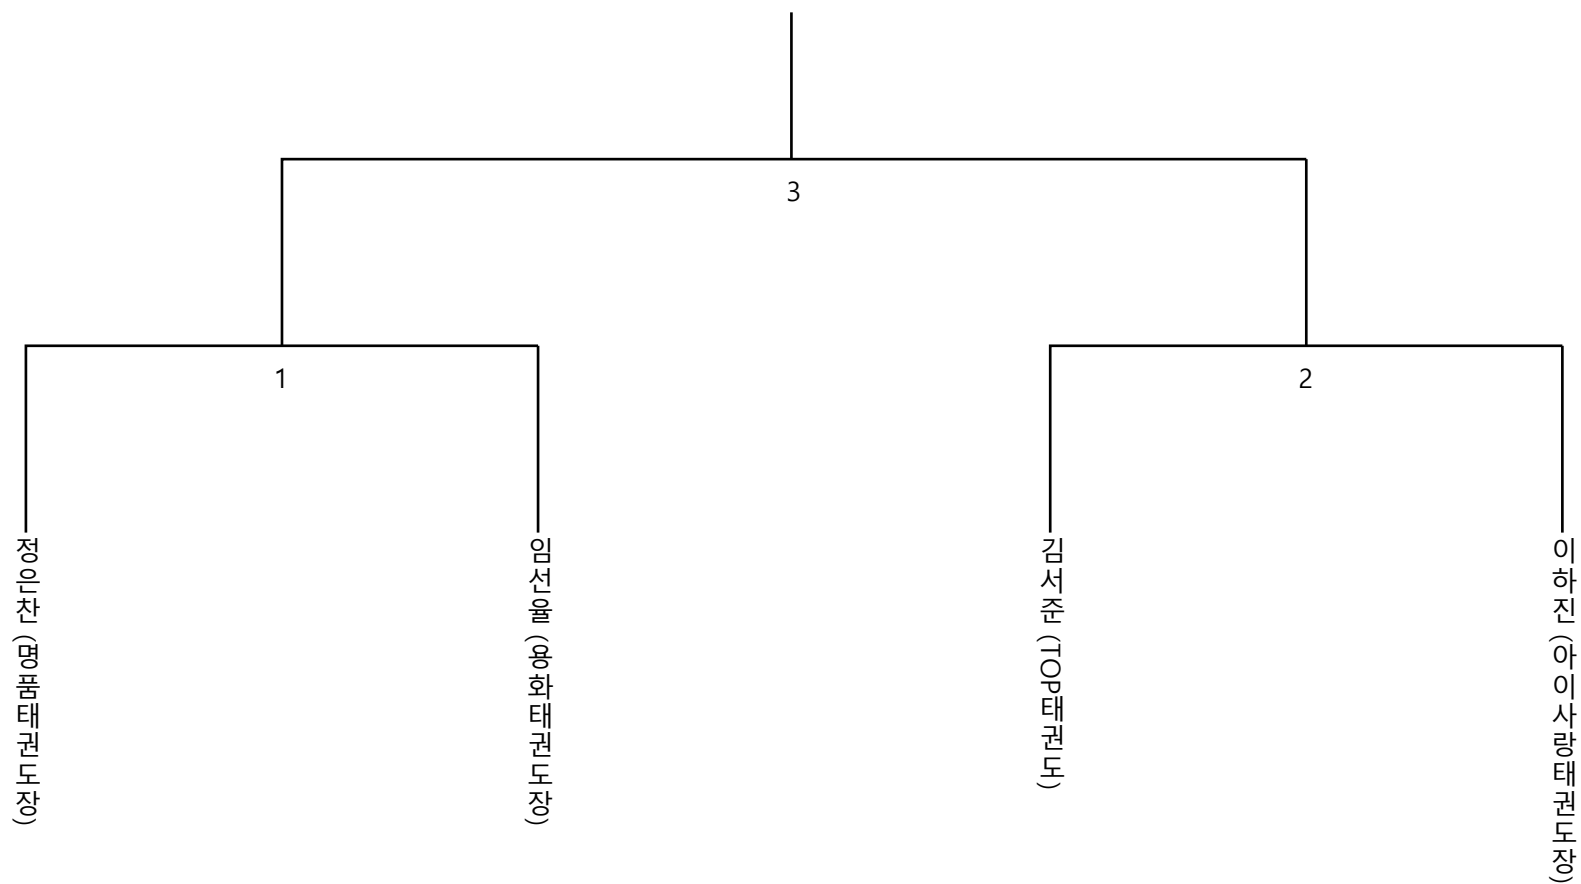 3
1
2
정은찬 (명품태권도장)
임선율 (용화태권도장)
김서준 (TOP태권도)
이하진 (아이사랑태권도장)